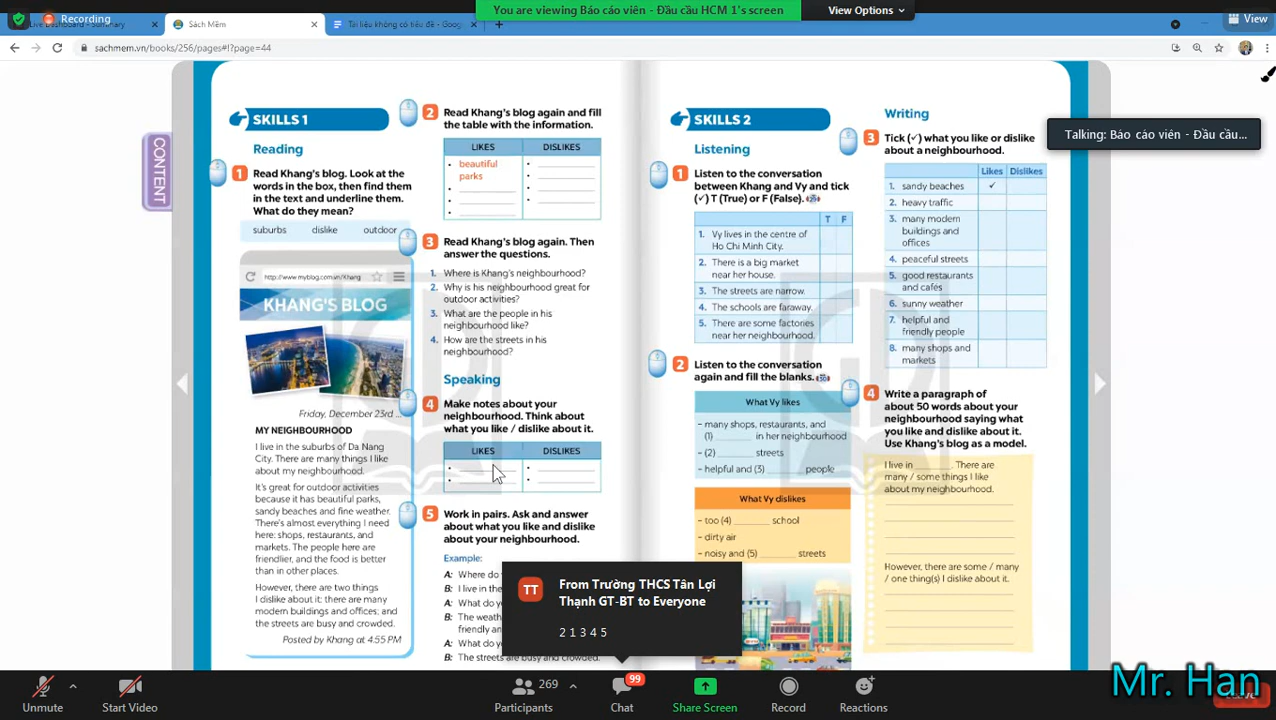 Recording
You are viewing Báo cáo viên - Đầu cầu HCM 1's screen
View Options
View
Live Dashboard - Summary
Sách Mềm
Tài liệu không có tiêu đề - Goog
sachmem.vn/books/256/pages#!?page=44
Talking: Báo cáo viên - Đầu cầu...
CONTENT
SKILLS 1
Reading
1 Read Khang's blog. Look at the
words in the box, then find them
in the text and underline them.
What do they mean?
suburbs dislike outdoor
http://www.myblog.com.vn/Khang
KHANG'S BLOG
Friday, December 23rd ...
MY NEIGHBOURHOOD
I live in the suburbs of Da Nang
City. There are many things I like
about my neighbourhood.
It's great for outdoor activities
because it has beautiful parks,
sandy beaches and fine weather.
There's almost everything I need
here: shops, restaurants, and
markets. The people here are
friendlier, and the food is better
than in other places.
However, there are two things
I dislike about it: there are many
modern buildings and offices; and
the streets are busy and crowded.
Posted by Khang at 4:55 PM
2 Read Khang's blog again and fill
the table with the information.
LIKES DISLIKES
• beautiful
parks
3 Read Khang's blog again. Then
answer the questions.
1. Where is Khang's neighbourhood?
2. Why is his neighbourhood great for
outdoor activities?
3. What are the people in his
neighbourhood like?
4. How are the streets in his
neighbourhood?
Speaking
4 Make notes about your
neighbourhood. Think about
what you like / dislike about it.
LIKES DISLIKES
5 Work in pairs. Ask and answer
about what you like and dislike
about your neighbourhood.
Example:
A: Where do
B: I live in the
A: What do yo
B: The weath
friendly an
A: What do yo
B: The streets are busy and crowded.
SKILLS 2
Listening
1 Listen to the conversation
between Khang and Vy and tick
(✓) T (True) or F (False).
T F
1. Vy lives in the centre of
Ho Chi Minh City.
2. There is a big market
near her house.
3. The streets are narrow.
4. The schools are faraway.
5. There are some factories
near her neighbourhood.
2 Listen to the conversation
again and fill the blanks.
What Vy likes
– many shops, restaurants, and
(1) ______ in her neighbourhood
– (2) ______ streets
– helpful and (3) ______ people
What Vy dislikes
– too (4) ______ school
– dirty air
– noisy and (5) ______ streets
Writing
3 Tick (✓) what you like or dislike
about a neighbourhood.
Likes Dislikes
1. sandy beaches ✓
2. heavy traffic
3. many modern
buildings and
offices
4. peaceful streets
5. good restaurants
and cafés
6. sunny weather
7. helpful and
friendly people
8. many shops and
markets
4 Write a paragraph of
about 50 words about your
neighbourhood saying what
you like and dislike about it.
Use Khang's blog as a model.
I live in ______. There are
many / some things I like
about my neighbourhood.
However, there are some / many
/ one thing(s) I dislike about it.
TT
From Trường THCS Tân Lợi
Thạnh GT-BT to Everyone
2 1 3 4 5
Unmute
Start Video
269
Participants
99
Chat
Share Screen
Record
Reactions
Mr. Han